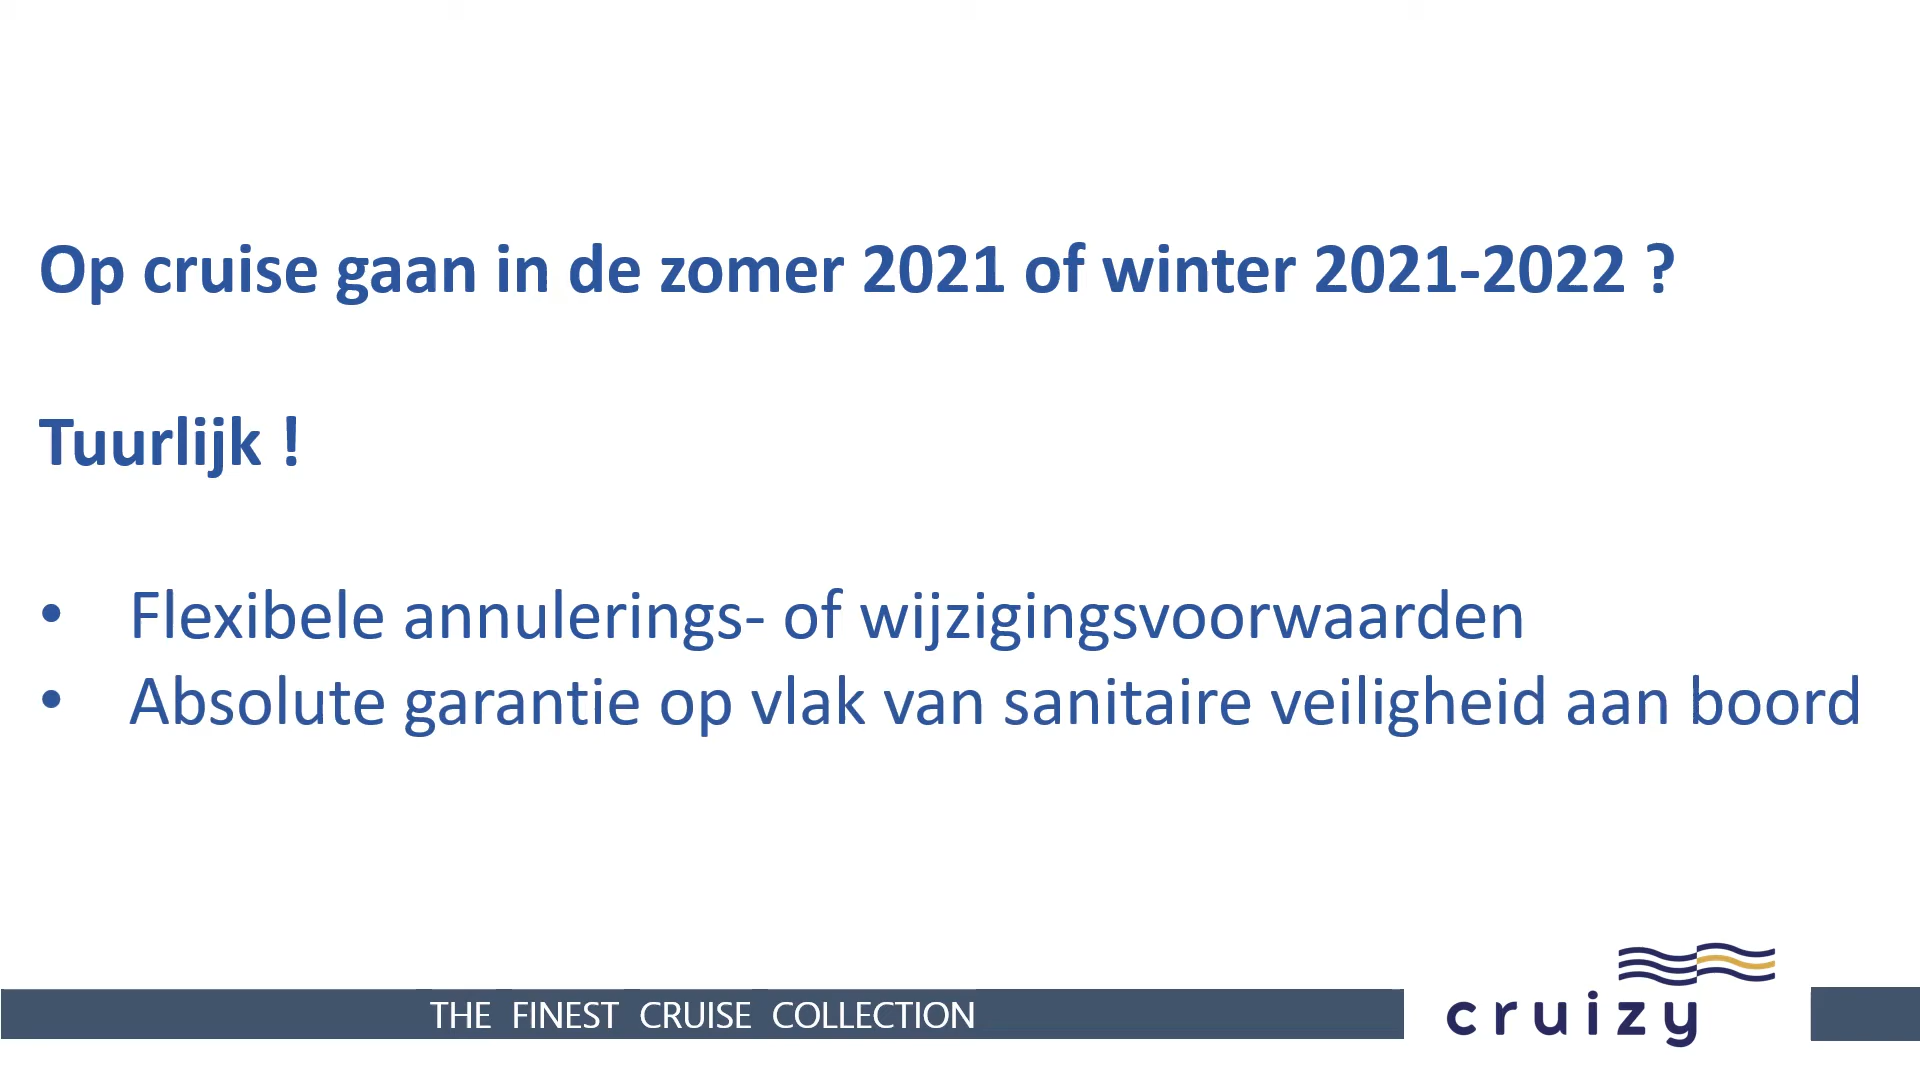 Op cruise gaan in de zomer 2021 of winter 2021-2022 ?
Tuurlijk !
• Flexibele annulerings- of wijzigingsvoorwaarden
• Absolute garantie op vlak van sanitaire veiligheid aan boord
THE FINEST CRUISE COLLECTION
cruizy